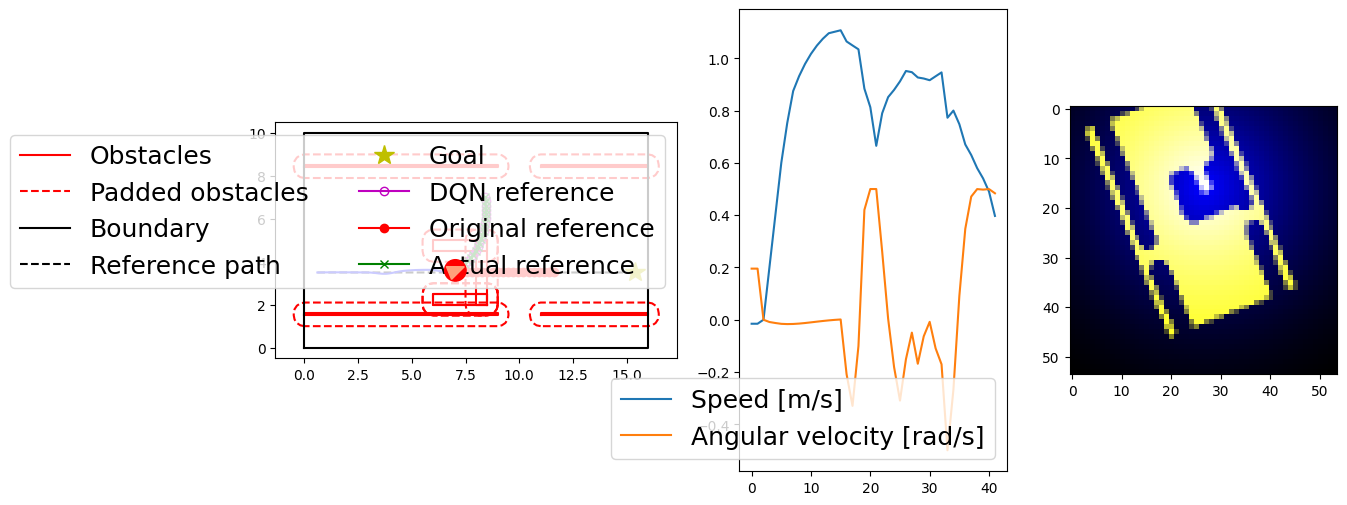 Obstacles
Padded obstacles
Boundary
Reference path
Goal
DQN reference
Original reference
Actual reference
10
8
6
4
2
0
0.0 2.5 5.0 7.5 10.0 12.5 15.0
1.0
0.8
0.6
0.4
0.2
0.0
−0.2
−0.4
0 10 20 30 40
Speed [m/s]
Angular velocity [rad/s]
0
10
20
30
40
50
0 10 20 30 40 50